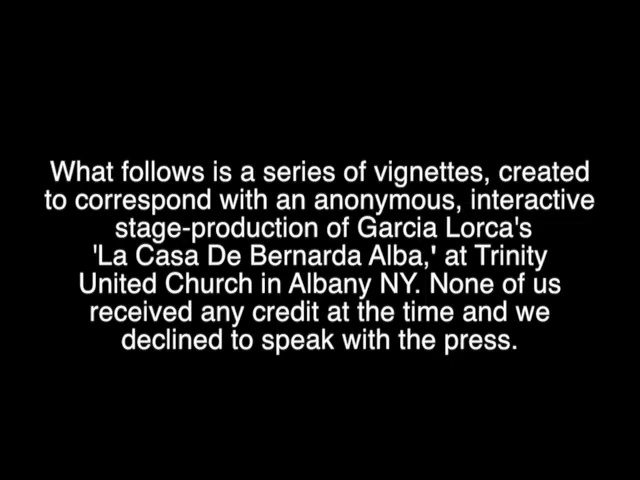 What follows is a series of vignettes, created
to correspond with an anonymous, interactive
stage-production of Garcia Lorca's
'La Casa De Bernarda Alba,' at Trinity
United Church in Albany NY. None of us
received any credit at the time and we
declined to speak with the press.